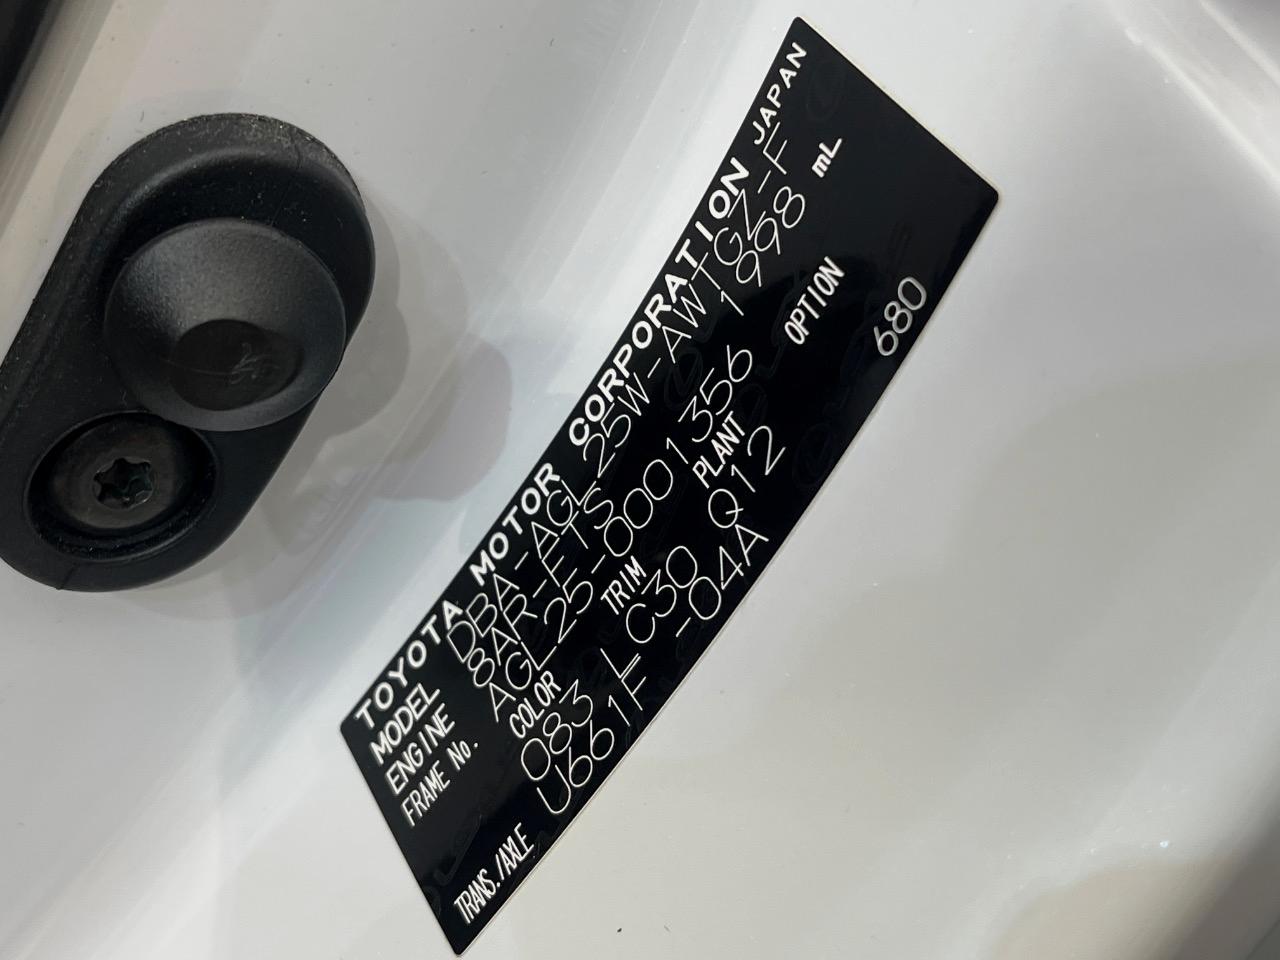 TOYOTA MOTOR CORPORATION JAPAN
MODEL DBA-AGL25W-AWTGZ-F
ENGINE 8AR-FTS 1998 mL
FRAME No. AGL25-0001356
COLOR TRIM PLANT OPTION
083 LC30 Q12 680
TRANS./AXLE U661F -04A